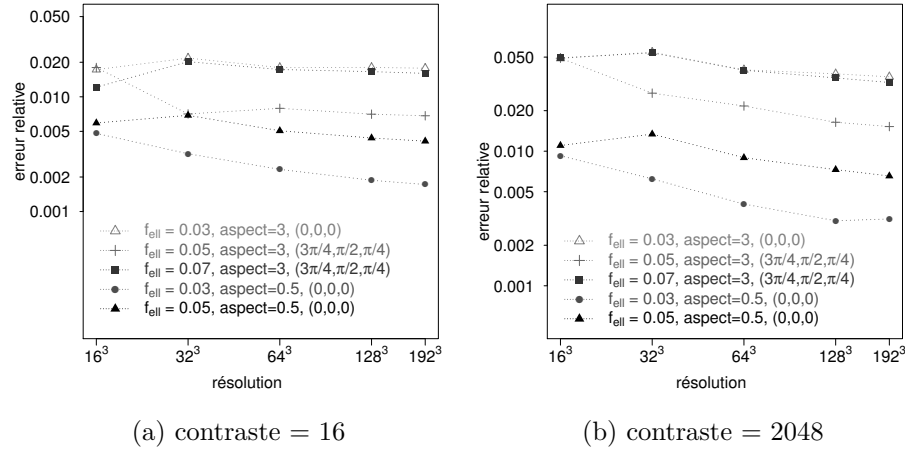 0.050
0.020
0.010
0.005
0.002
0.001
erreur relative
f_ell = 0.03, aspect=3, (0,0,0)
f_ell = 0.05, aspect=3, (3π/4,π/2,π/4)
f_ell = 0.07, aspect=3, (3π/4,π/2,π/4)
f_ell = 0.03, aspect=0.5, (0,0,0)
f_ell = 0.05, aspect=0.5, (0,0,0)
16³ 32³ 64³ 128³ 192³
résolution
(a) contraste = 16
0.050
0.020
0.010
0.005
0.002
0.001
erreur relative
f_ell = 0.03, aspect=3, (0,0,0)
f_ell = 0.05, aspect=3, (3π/4,π/2,π/4)
f_ell = 0.07, aspect=3, (3π/4,π/2,π/4)
f_ell = 0.03, aspect=0.5, (0,0,0)
f_ell = 0.05, aspect=0.5, (0,0,0)
16³ 32³ 64³ 128³ 192³
résolution
(b) contraste = 2048